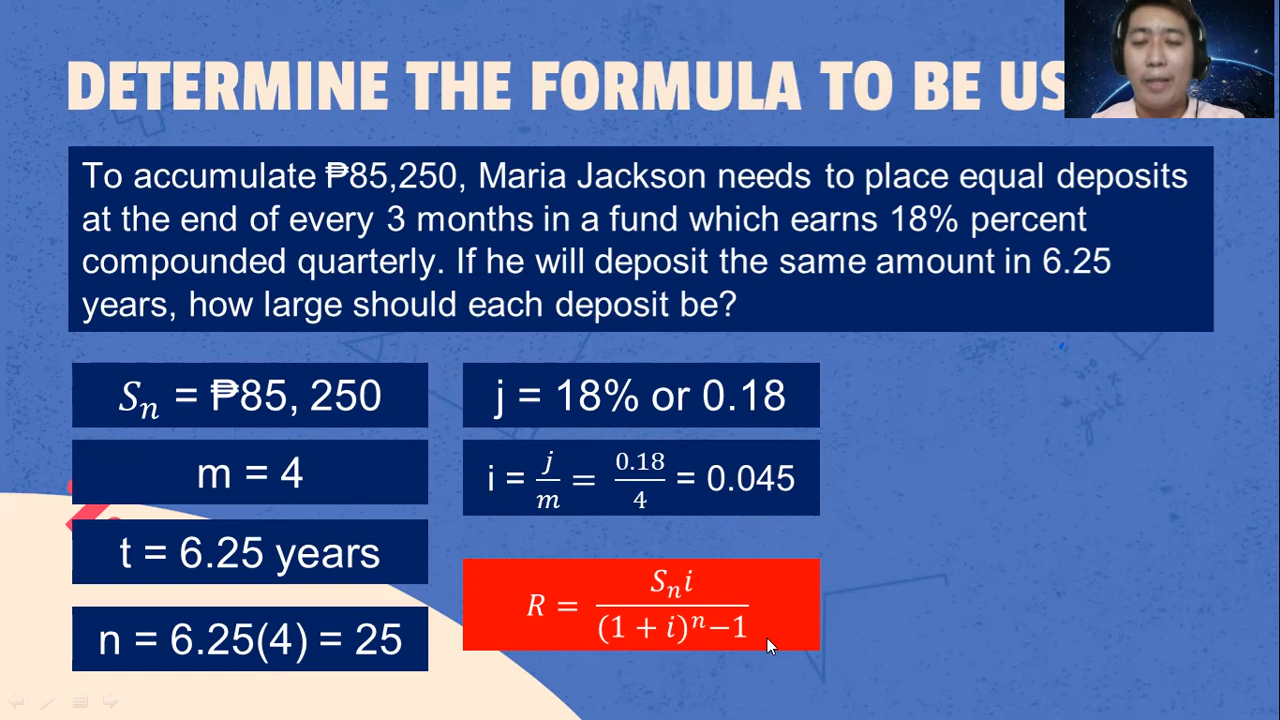 DETERMINE THE FORMULA TO BE US
To accumulate ₱85,250, Maria Jackson needs to place equal deposits
at the end of every 3 months in a fund which earns 18% percent
compounded quarterly. If he will deposit the same amount in 6.25
years, how large should each deposit be?
Sₙ = ₱85, 250
j = 18% or 0.18
m = 4
i = j/m = 0.18/4 = 0.045
t = 6.25 years
R = Sₙi/((1 + i)ⁿ−1)
n = 6.25(4) = 25